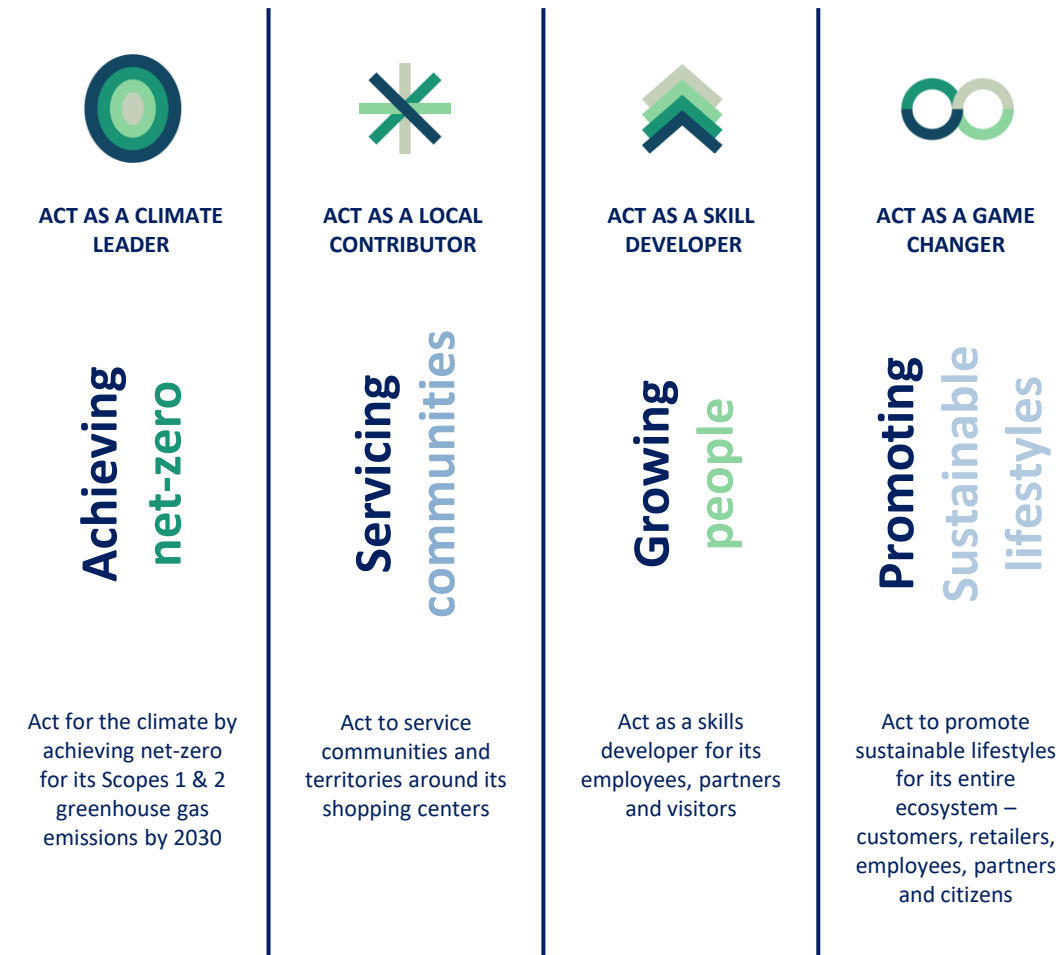 ACT AS A CLIMATE
LEADER
Achieving
net-zero
Act for the climate by
achieving net-zero
for its Scopes 1 & 2
greenhouse gas
emissions by 2030
ACT AS A LOCAL
CONTRIBUTOR
Servicing
communities
Act to service
communities and
territories around its
shopping centers
ACT AS A SKILL
DEVELOPER
Growing
people
Act as a skills
developer for its
employees, partners
and visitors
ACT AS A GAME
CHANGER
Promoting
Sustainable
lifestyles
Act to promote
sustainable lifestyles
for its entire
ecosystem –
customers, retailers,
employees, partners
and citizens